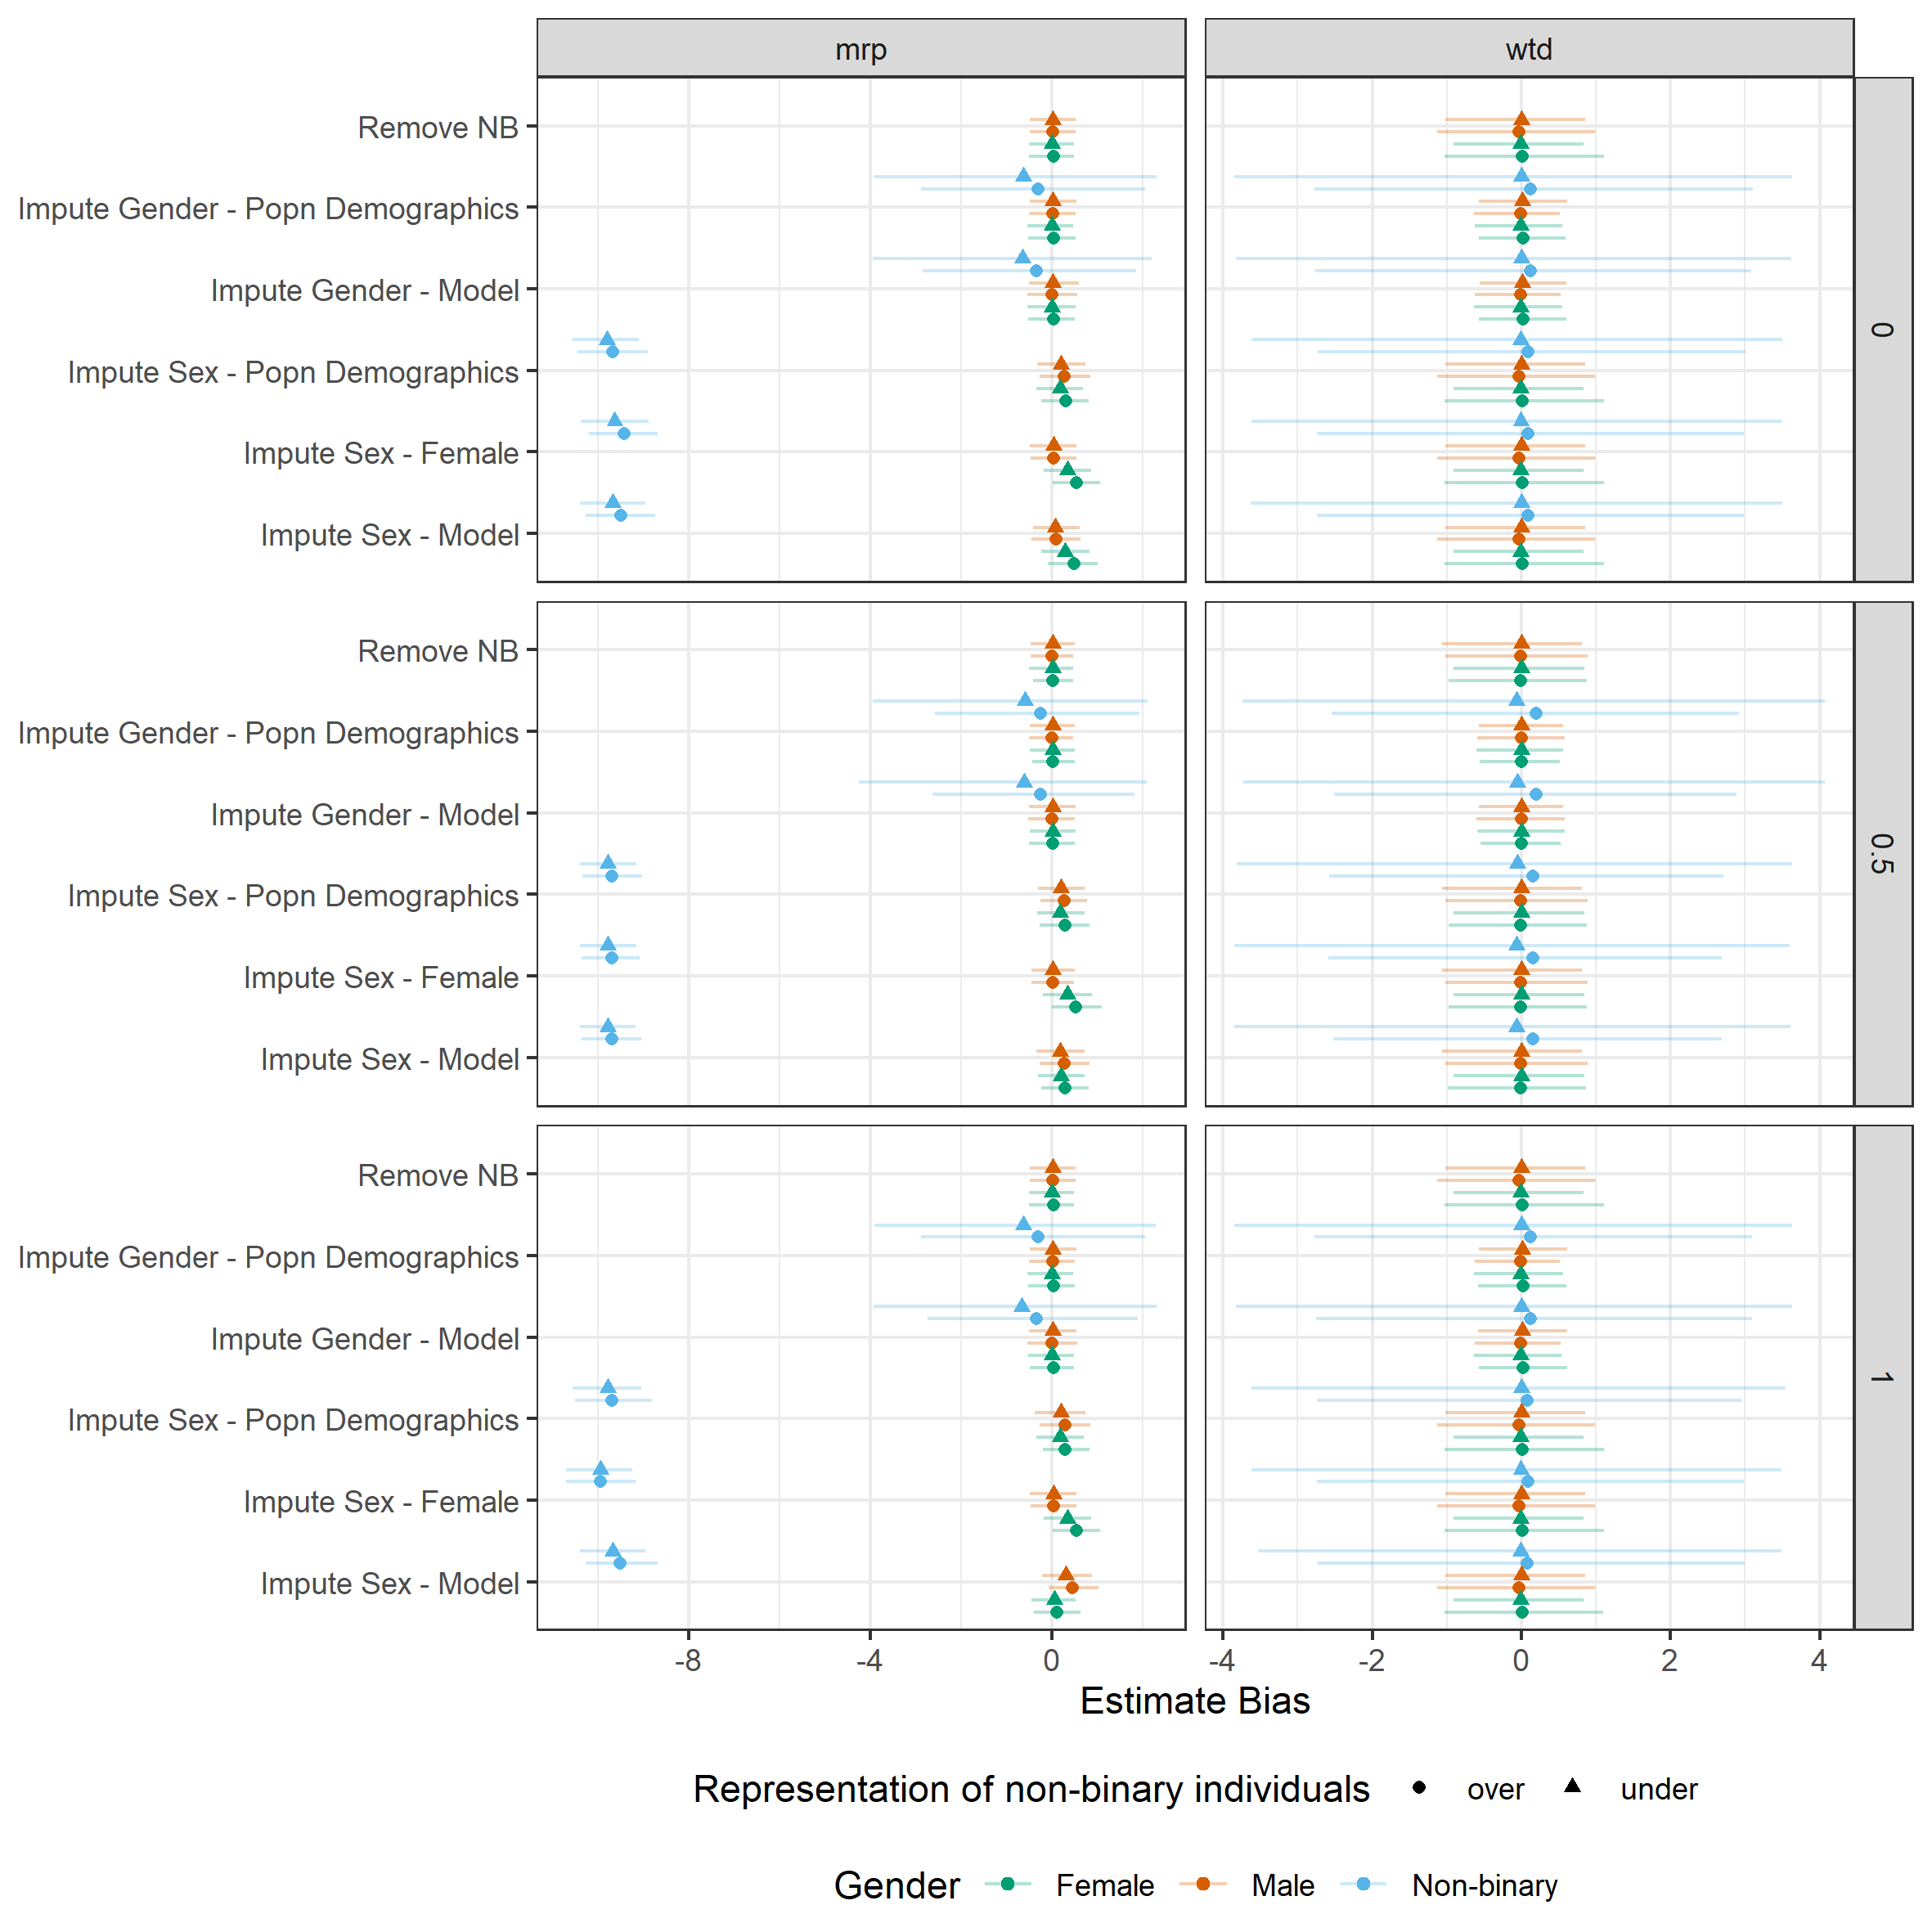 mrp
wtd
Remove NB
Impute Gender - Popn Demographics
Impute Gender - Model
Impute Sex - Popn Demographics
Impute Sex - Female
Impute Sex - Model
0
Remove NB
Impute Gender - Popn Demographics
Impute Gender - Model
Impute Sex - Popn Demographics
Impute Sex - Female
Impute Sex - Model
0.5
Remove NB
Impute Gender - Popn Demographics
Impute Gender - Model
Impute Sex - Popn Demographics
Impute Sex - Female
Impute Sex - Model
1
-8 -4 0
-4 -2 0 2 4
Estimate Bias
Representation of non-binary individuals over under
Gender Female Male Non-binary